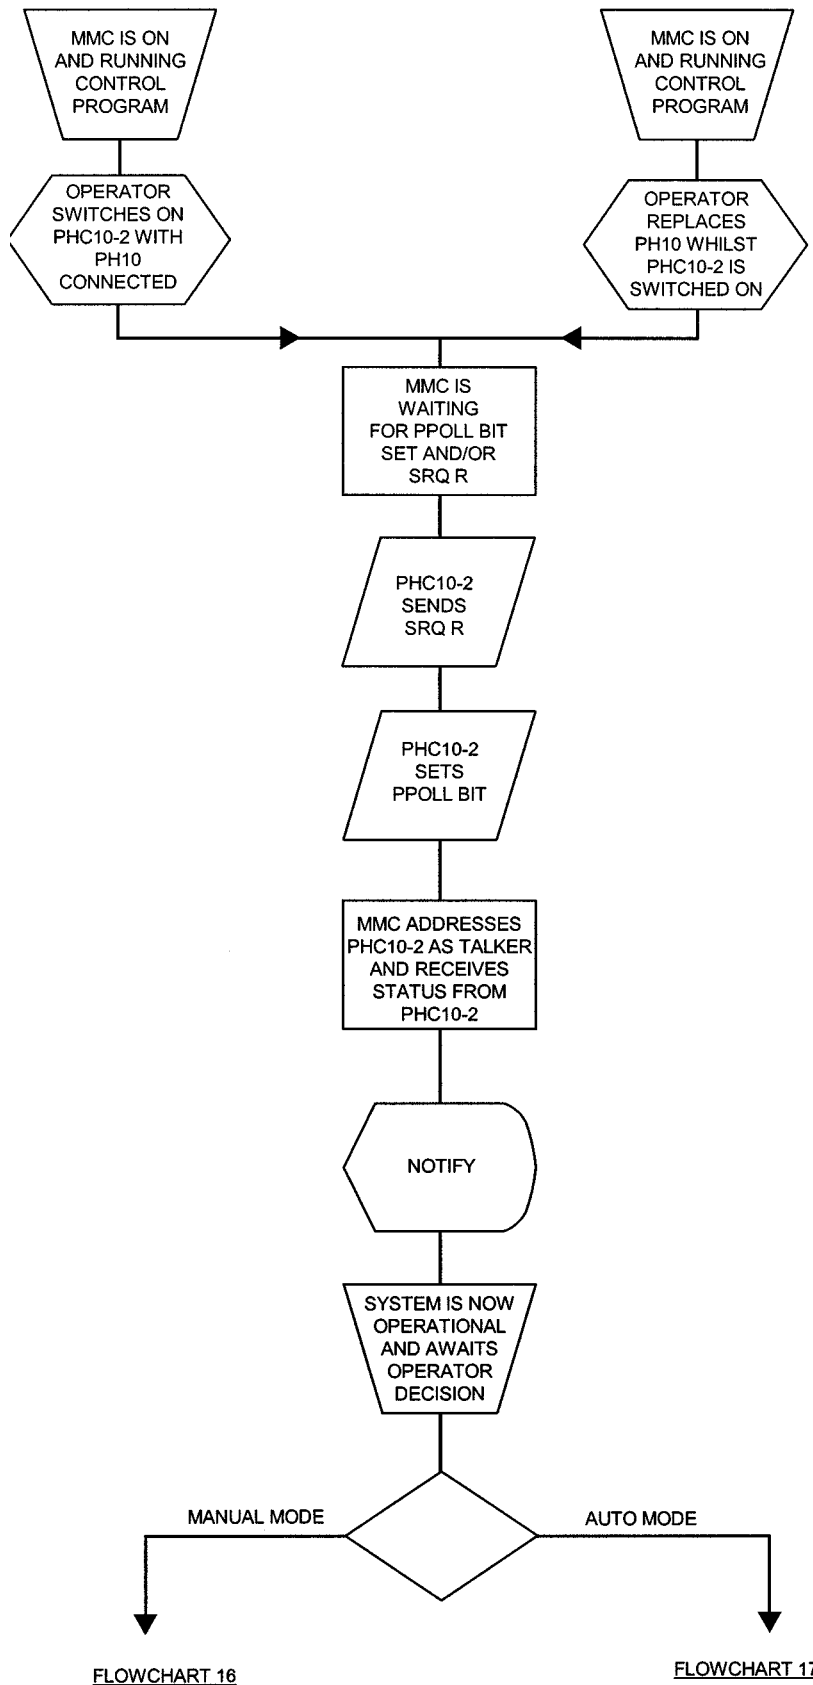 MMC IS ON
AND RUNNING
CONTROL
PROGRAM
MMC IS ON
AND RUNNING
CONTROL
PROGRAM
OPERATOR
SWITCHES ON
PHC10-2 WITH
PH10
CONNECTED
OPERATOR
REPLACES
PH10 WHILST
PHC10-2 IS
SWITCHED ON
MMC IS
WAITING
FOR PPOLL BIT
SET AND/OR
SRQ R
PHC10-2
SENDS
SRQ R
PHC10-2
SETS
PPOLL BIT
MMC ADDRESSES
PHC10-2 AS TALKER
AND RECEIVES
STATUS FROM
PHC10-2
NOTIFY
SYSTEM IS NOW
OPERATIONAL
AND AWAITS
OPERATOR
DECISION
MANUAL MODE
AUTO MODE
FLOWCHART 16
FLOWCHART 17